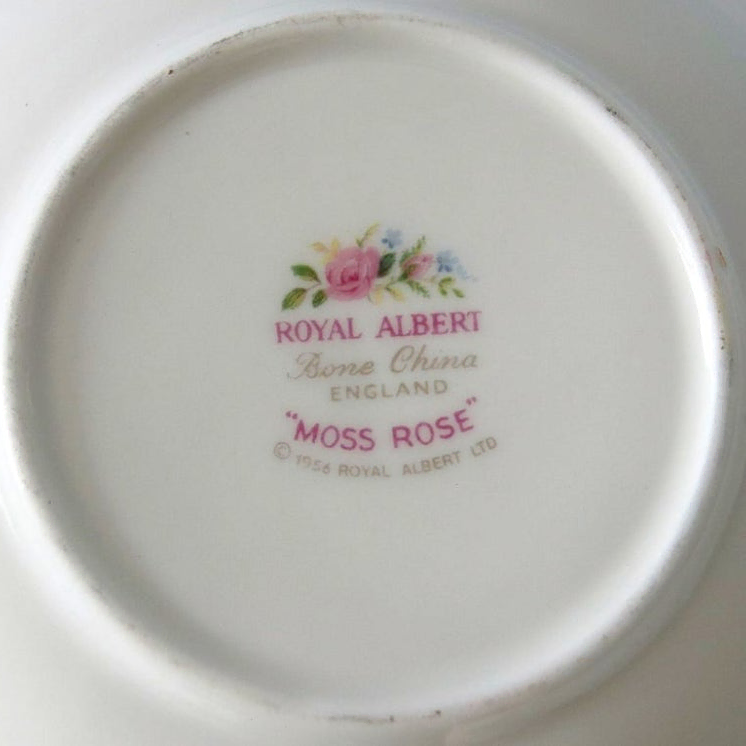 ROYAL ALBERT
Bone China
ENGLAND
"MOSS ROSE"
© 1956 ROYAL ALBERT LTD